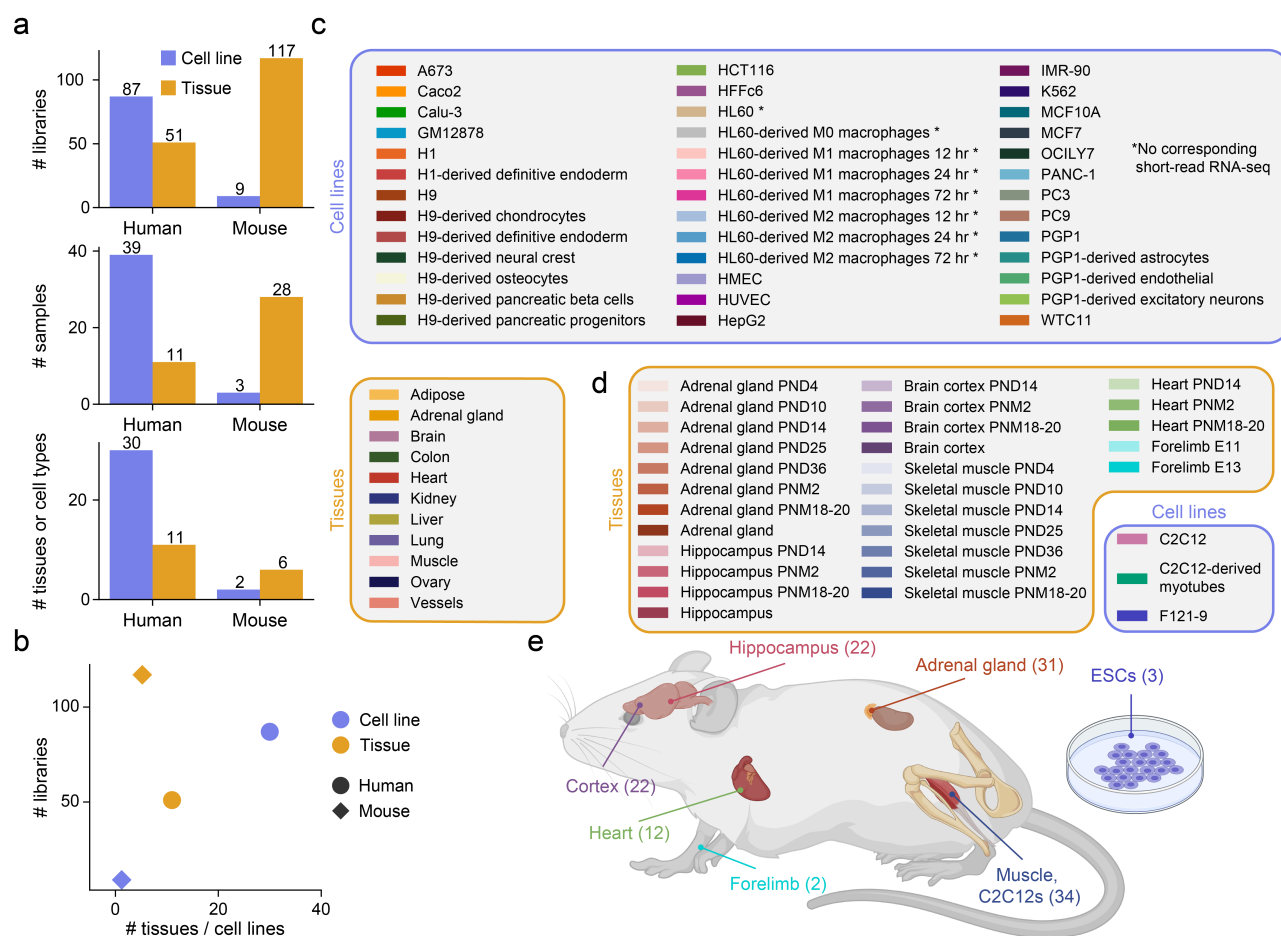 a
# libraries
100
50
0
87
51
9
117
Cell line
Tissue
Human
Mouse
# samples
40
20
0
39
11
3
28
Human
Mouse
# tissues or cell types
20
0
30
11
2
6
Human
Mouse
b
# libraries
100
50
0
20
40
# tissues / cell lines
Cell line
Tissue
Human
Mouse
c
Cell lines
A673
Caco2
Calu-3
GM12878
H1
H1-derived definitive endoderm
H9
H9-derived chondrocytes
H9-derived definitive endoderm
H9-derived neural crest
H9-derived osteocytes
H9-derived pancreatic beta cells
H9-derived pancreatic progenitors
HCT116
HFFc6
HL60 *
HL60-derived M0 macrophages *
HL60-derived M1 macrophages 12 hr *
HL60-derived M1 macrophages 24 hr *
HL60-derived M1 macrophages 72 hr *
HL60-derived M2 macrophages 12 hr *
HL60-derived M2 macrophages 24 hr *
HL60-derived M2 macrophages 72 hr *
HMEC
HUVEC
HepG2
IMR-90
K562
MCF10A
MCF7
OCILY7
PANC-1
PC3
PC9
PGP1
PGP1-derived astrocytes
PGP1-derived endothelial
PGP1-derived excitatory neurons
WTC11
*No corresponding
short-read RNA-seq
Tissues
Adipose
Adrenal gland
Brain
Colon
Heart
Kidney
Liver
Lung
Muscle
Ovary
Vessels
d
Tissues
Adrenal gland PND4
Adrenal gland PND10
Adrenal gland PND14
Adrenal gland PND25
Adrenal gland PND36
Adrenal gland PNM2
Adrenal gland PNM18-20
Adrenal gland
Hippocampus PND14
Hippocampus PNM2
Hippocampus PNM18-20
Hippocampus
Brain cortex PND14
Brain cortex PNM2
Brain cortex PNM18-20
Brain cortex
Skeletal muscle PND4
Skeletal muscle PND10
Skeletal muscle PND14
Skeletal muscle PND25
Skeletal muscle PND36
Skeletal muscle PNM2
Skeletal muscle PNM18-20
Heart PND14
Heart PNM2
Heart PNM18-20
Forelimb E11
Forelimb E13
Cell lines
C2C12
C2C12-derived
myotubes
F121-9
e
Hippocampus (22)
Adrenal gland (31)
ESCs (3)
Cortex (22)
Heart (12)
Forelimb (2)
Muscle,
C2C12s (34)